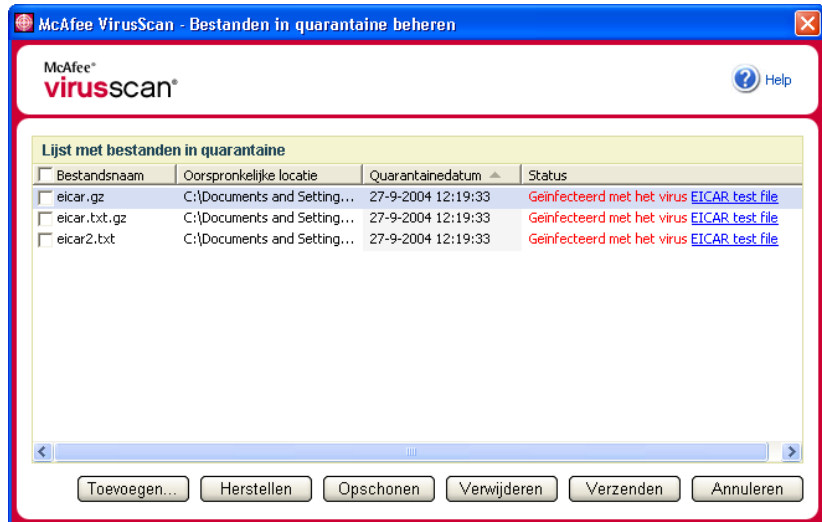 McAfee VirusScan - Bestanden in quarantaine beheren
McAfee®
virusscan®
Help
Lijst met bestanden in quarantaine
Bestandsnaam Oorspronkelijke locatie Quarantainedatum Status
eicar.gz C:\Documents and Setting... 27-9-2004 12:19:33 Geïnfecteerd met het virus EICAR test file
eicar.txt.gz C:\Documents and Setting... 27-9-2004 12:19:33 Geïnfecteerd met het virus EICAR test file
eicar2.txt C:\Documents and Setting... 27-9-2004 12:19:33 Geïnfecteerd met het virus EICAR test file
Toevoegen... Herstellen Opschonen Verwijderen Verzenden Annuleren